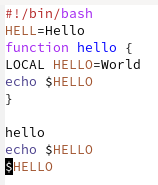 #!/bin/bash
HELL=Hello
function hello {
LOCAL HELLO=World
echo $HELLO
}
hello
echo $HELLO
$HELLO